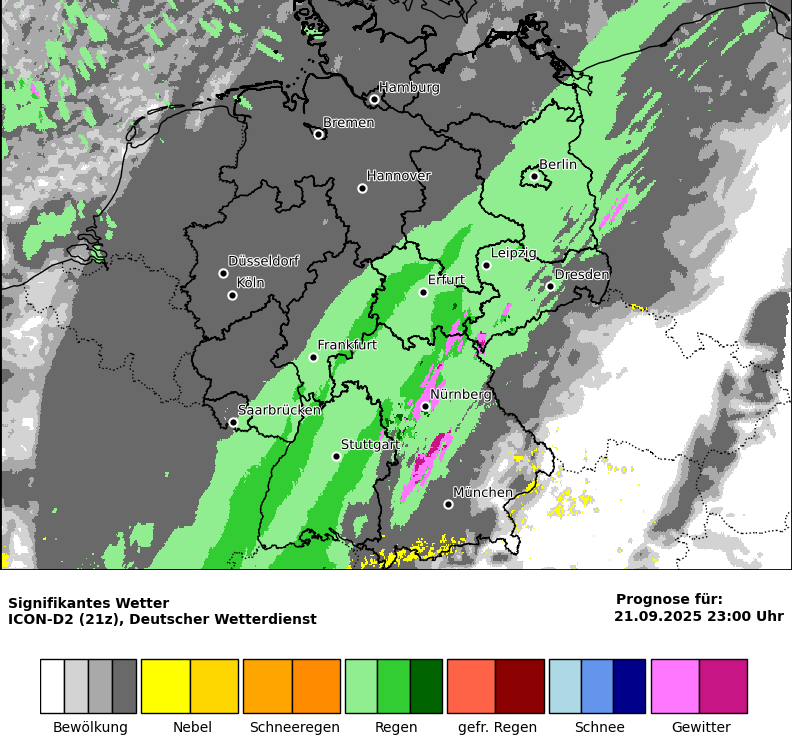 Hamburg
Bremen
Berlin
Hannover
Leipzig
Düsseldorf
Dresden
Köln
Erfurt
Frankfurt
Nürnberg
Saarbrücken
Stuttgart
München
Signifikantes Wetter
ICON-D2 (21z), Deutscher Wetterdienst
Prognose für:
21.09.2025 23:00 Uhr
Bewölkung
Nebel
Schneeregen
Regen
gefr. Regen
Schnee
Gewitter